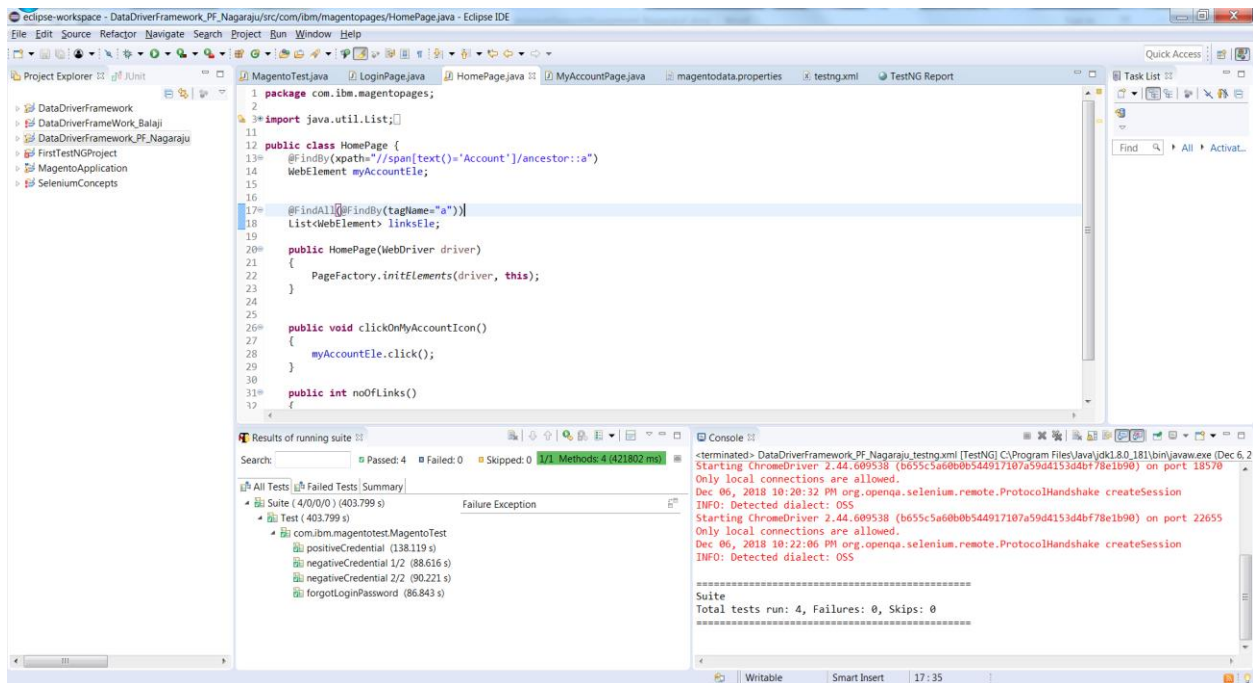 eclipse-workspace - DataDriverFramework_PF_Nagaraju/src/com/ibm/magentopages/HomePage.java - Eclipse IDE
File Edit Source Refactor Navigate Search Project Run Window Help
Quick Access
Project Explorer JUnit
DataDriverFramework
DataDriverFrameWork_Balaji
DataDriverFramework_PF_Nagaraju
FirstTestNGProject
MagentoApplication
SeleniumConcepts
MagentoTest.java LoginPage.java HomePage.java MyAccountPage.java magentodata.properties testng.xml TestNG Report
1 package com.ibm.magentopages;
2
3 import java.util.List;
11
12 public class HomePage {
13 @FindBy(xpath="//span[text()='Account']/ancestor::a")
14 WebElement myAccountEle;
15
16
17 @FindAll(@FindBy(tagName="a"))
18 List<WebElement> linksEle;
19
20 public HomePage(WebDriver driver)
21 {
22 PageFactory.initElements(driver, this);
23 }
24
25
26 public void clickOnMyAccountIcon()
27 {
28 myAccountEle.click();
29 }
30
31 public int noOfLinks()
32 {
Task List
Find All Activat...
Results of running suite
Search: Passed: 4 Failed: 0 Skipped: 0 1/1 Methods: 4 (421802 ms)
All Tests Failed Tests Summary
Suite ( 4/0/0/0 ) (403.799 s) Failure Exception
Test ( 403.799 s)
com.ibm.magentotest.MagentoTest
positiveCredential (138.119 s)
negativeCredential 1/2 (88.616 s)
negativeCredential 2/2 (90.221 s)
forgotLoginPassword (86.843 s)
Console
<terminated> DataDriverFramework_PF_Nagaraju_testng.xml [TestNG] C:\Program Files\Java\jdk1.8.0_181\bin\javaw.exe (Dec 6, 2
Starting ChromeDriver 2.44.609538 (b655c5a60b0b544917107a59d4153d4bf78e1b90) on port 18570
Only local connections are allowed.
Dec 06, 2018 10:20:32 PM org.openqa.selenium.remote.ProtocolHandshake createSession
INFO: Detected dialect: OSS
Starting ChromeDriver 2.44.609538 (b655c5a60b0b544917107a59d4153d4bf78e1b90) on port 22655
Only local connections are allowed.
Dec 06, 2018 10:22:06 PM org.openqa.selenium.remote.ProtocolHandshake createSession
INFO: Detected dialect: OSS
===============================================
Suite
Total tests run: 4, Failures: 0, Skips: 0
===============================================
Writable Smart Insert 17 : 35